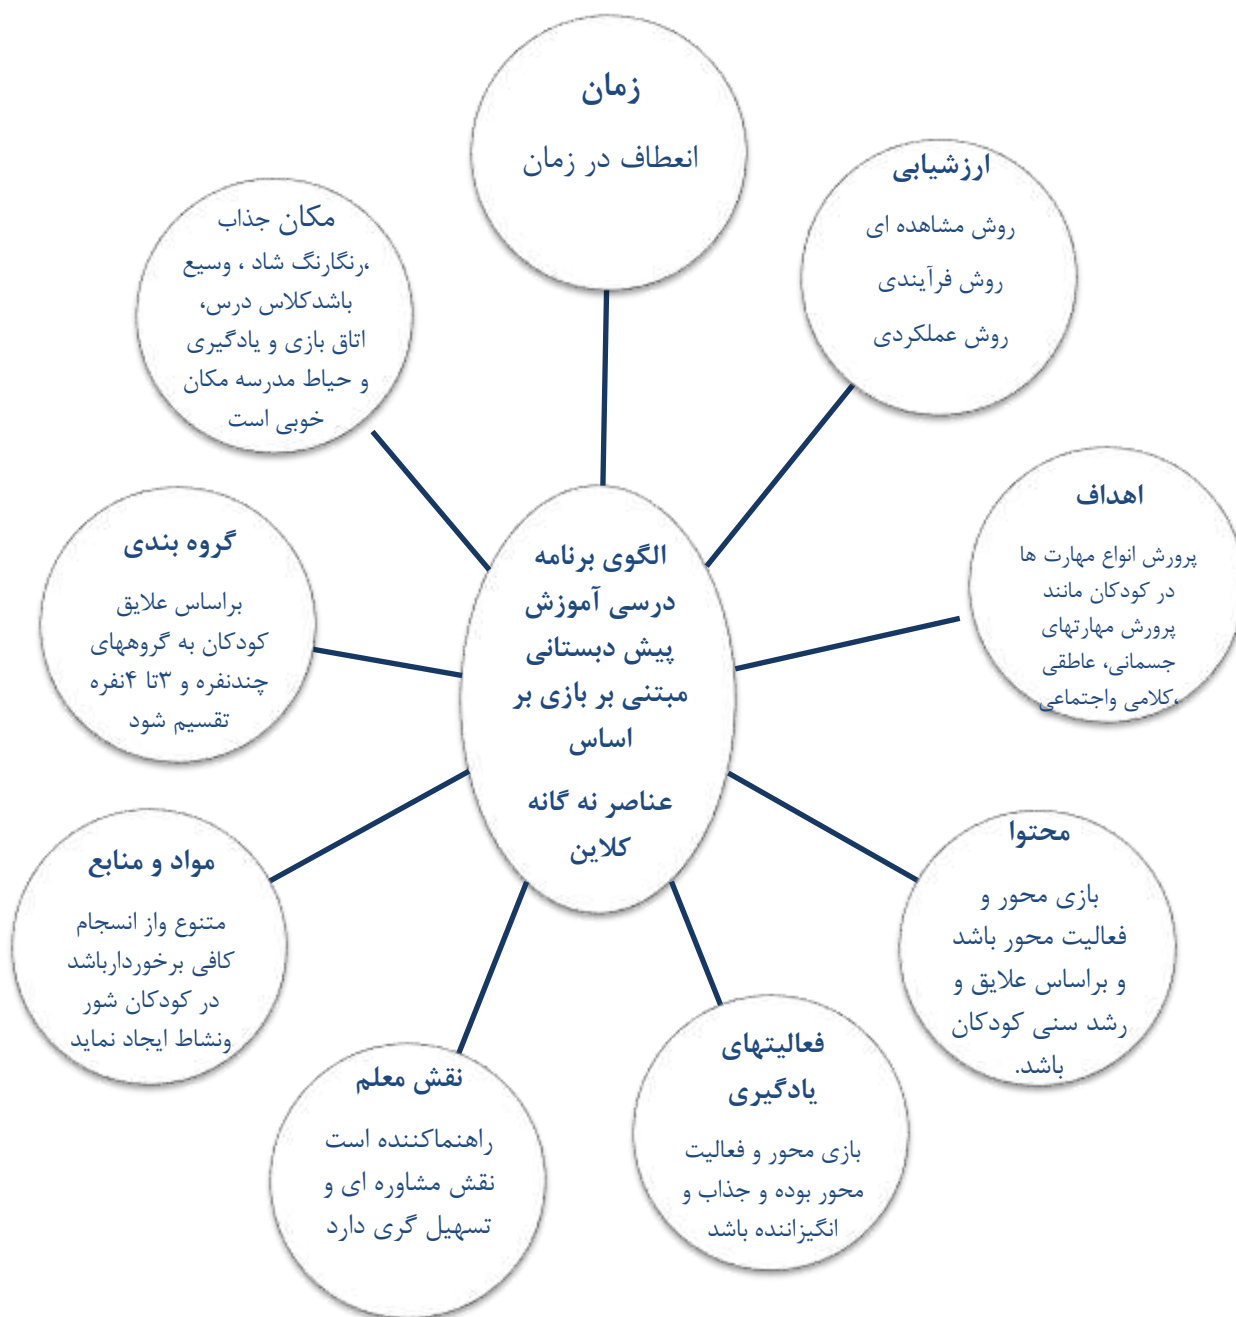 زمان
انعطاف در زمان
ارزشیابی
روش مشاهده ای
روش فرآیندی
روش عملکردی
اهداف
پرورش انواع مهارت ها
در کودکان مانند
پرورش مهارتهای
جسمانی، عاطفی
،کلامی واجتماعی
محتوا
بازی محور و
فعالیت محور باشد
و براساس علایق و
رشد سنی کودکان
باشد.
فعالیتهای
یادگیری
بازی محور و فعالیت
محور بوده و جذاب و
انگیزاننده باشد
نقش معلم
راهنماکننده است
نقش مشاوره ای و
تسهیل گری دارد
مواد و منابع
متنوع واز انسجام
کافی برخوردارباشد
در کودکان شور
ونشاط ایجاد نماید
گروه بندی
براساس علایق
کودکان به گروههای
چندنفره و ۳تا ۴نفره
تقسیم شود
مکان جذاب
،رنگارنگ شاد ، وسیع
باشدکلاس درس،
اتاق بازی و یادگیری
و حیاط مدرسه مکان
خوبی است
الگوی برنامه
درسی آموزش
پیش دبستانی
مبتنی بر بازی بر
اساس
عناصر نه گانه
کلاین